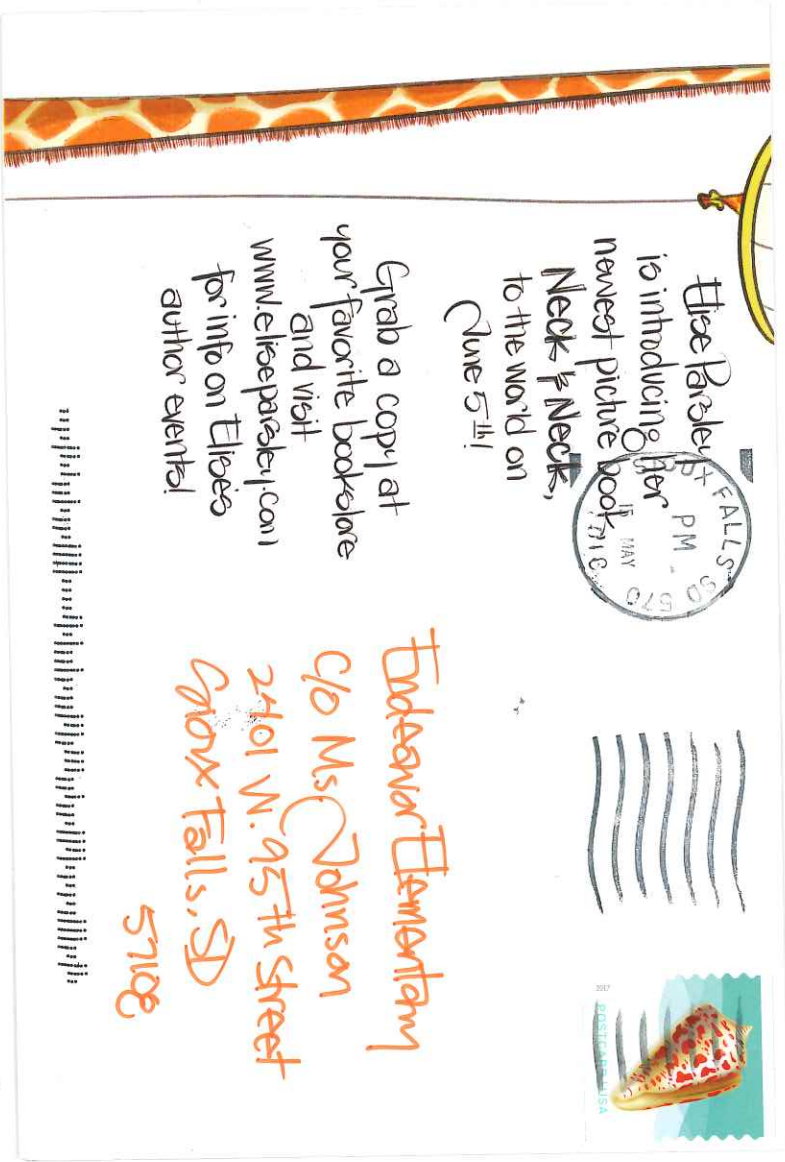 Elise Parsley
is introducing her
newest picture book,
Neck & Neck,
to the world on
June 5th!
Grab a copy at
your favorite bookstore
and visit
www.eliseparsley.com
for info on Elise's
author events!
FALLS SD 570
PM
15 MAY
Endeavor Elementary
C/o Ms. Johnson
2401 W. 95th Street
Sioux Falls, SD
57108
2017
POSTCARD USA